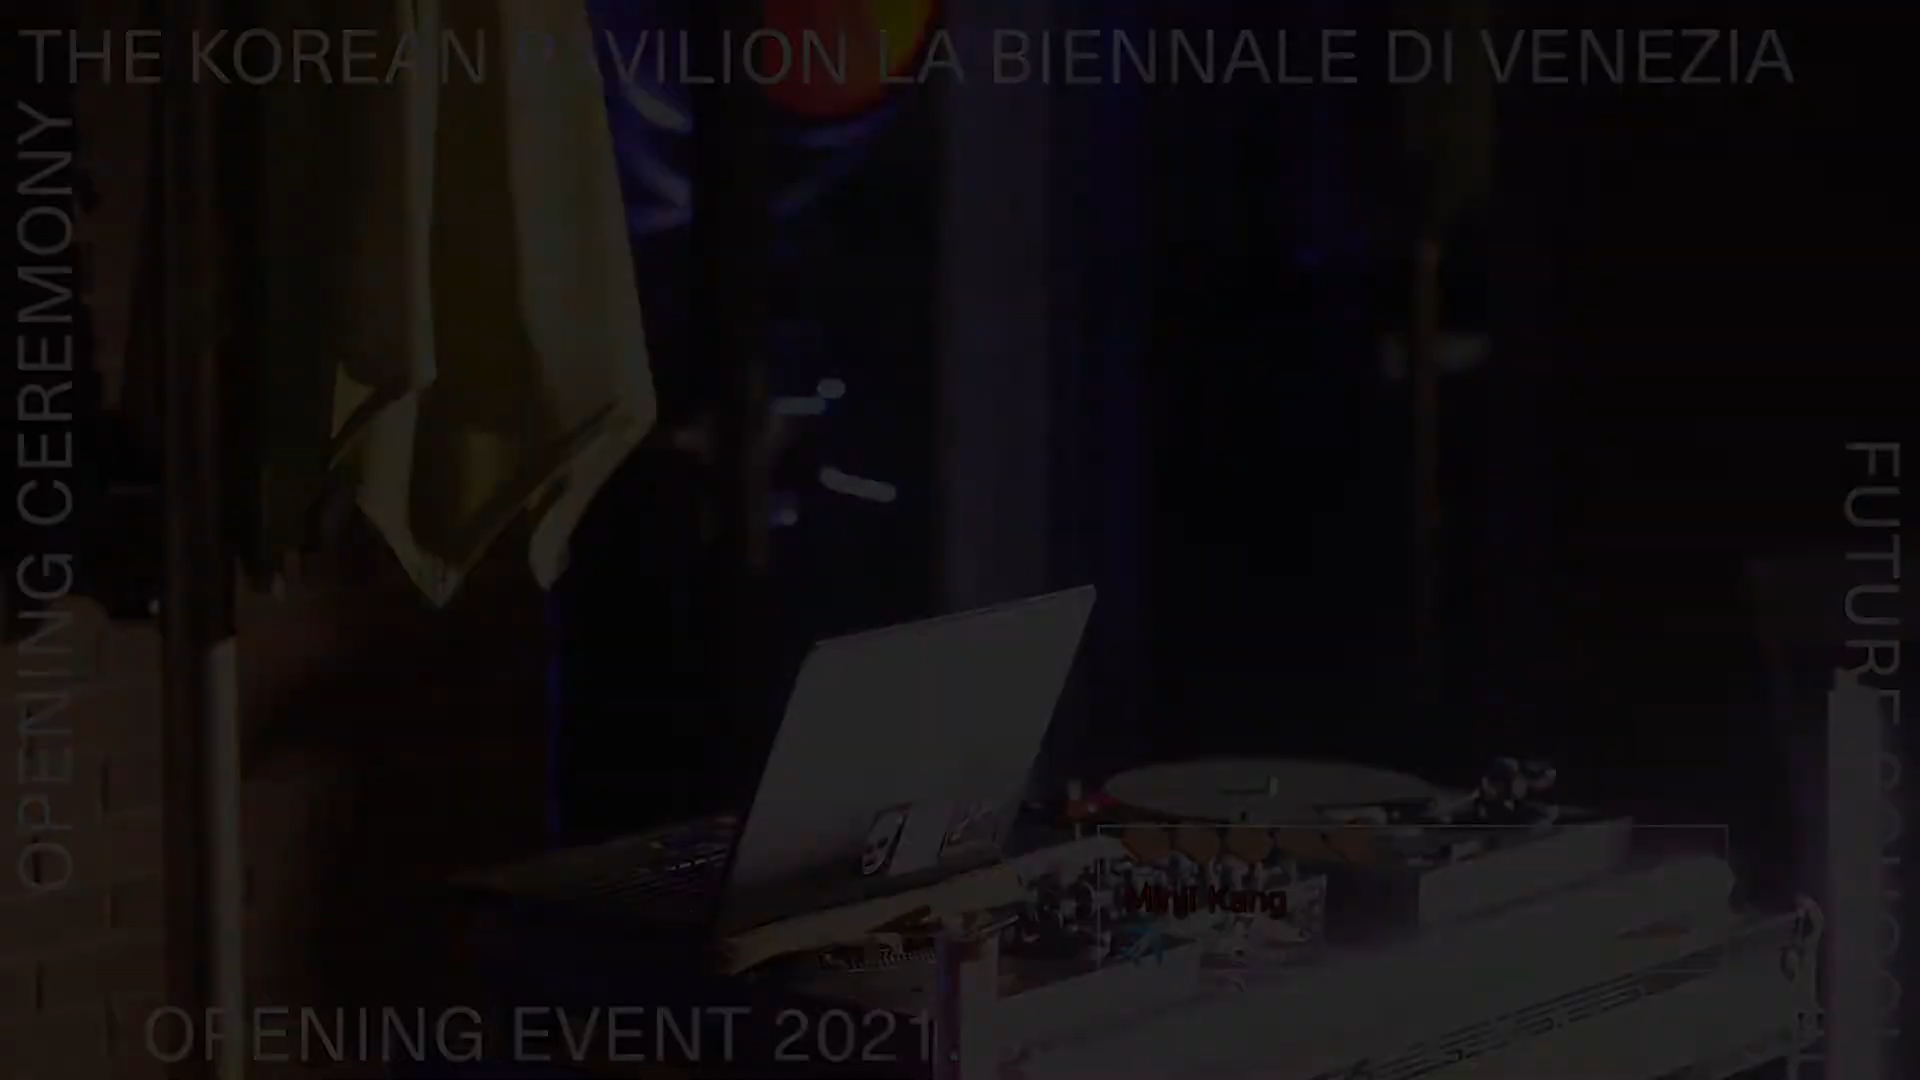 THE KOREAN PAVILION LA BIENNALE DI VENEZIA
OPENING CEREMONY
FUTURE SCHOOL
Minji Kang
OPENING EVENT 2021.